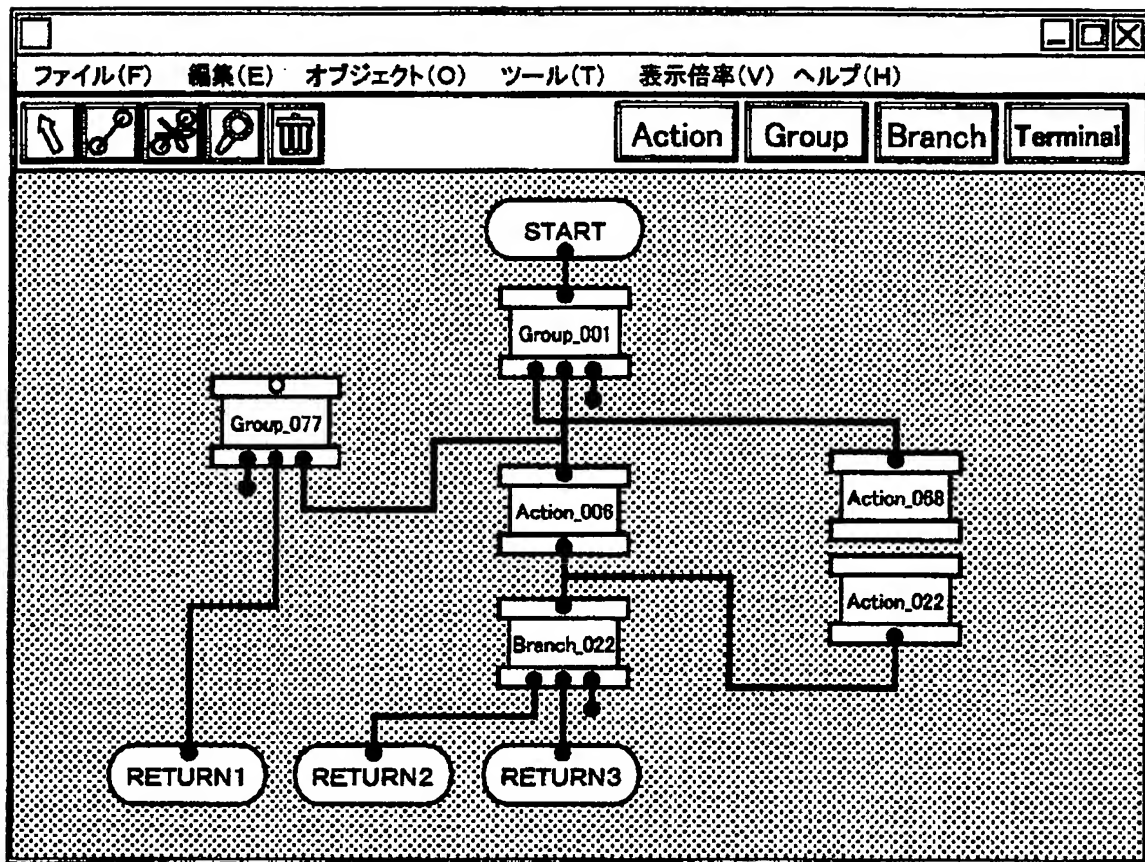 ファイル(F) 編集(E) オブジェクト(O) ツール(T) 表示倍率(V) ヘルプ(H)
Action Group Branch Terminal
START
Group_001
Group_077
Action_006
Action_068
Action_022
Branch_022
RETURN1 RETURN2 RETURN3